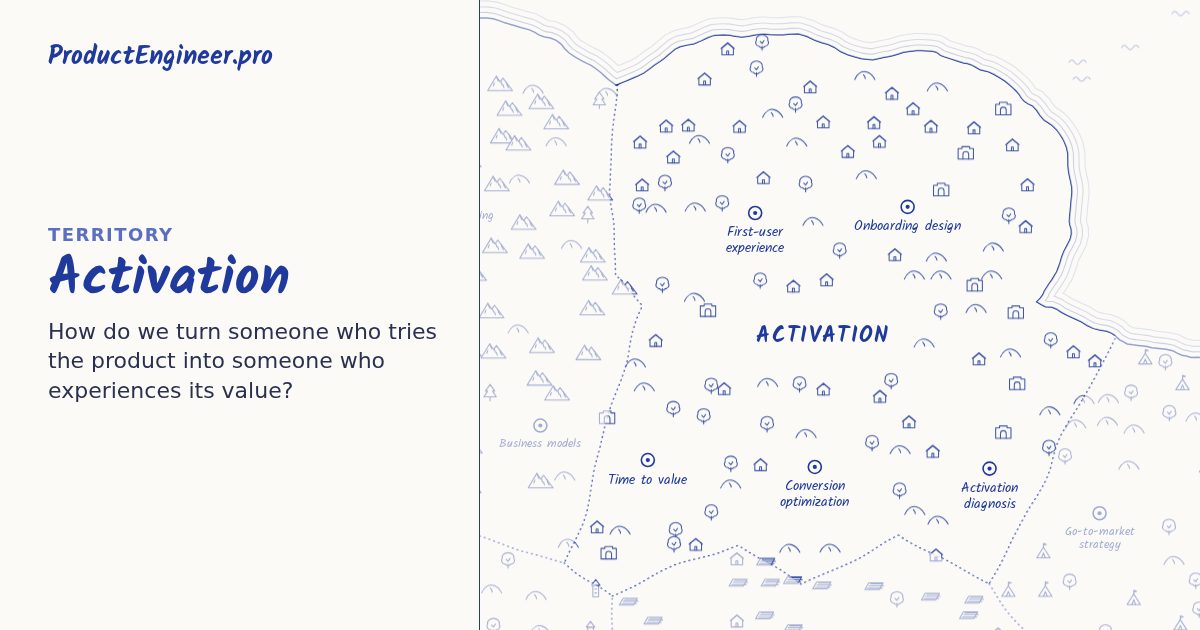 ProductEngineer.pro
TERRITORY
Activation
How do we turn someone who tries
the product into someone who
experiences its value?
First-user
experience
Onboarding design
ACTIVATION
Business models
Time to value
Conversion
optimization
Activation
diagnosis
Go-to-market
strategy